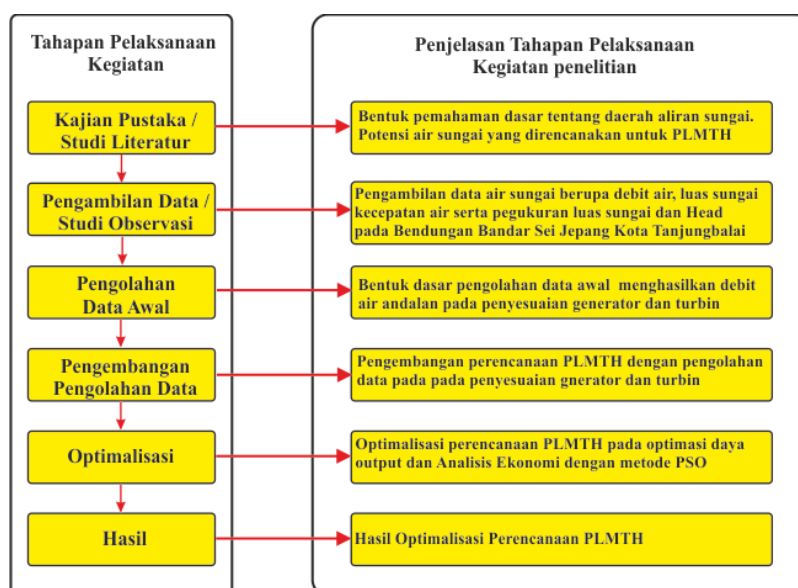 Tahapan Pelaksanaan
Kegiatan
Penjelasan Tahapan Pelaksanaan
Kegiatan penelitian
Kajian Pustaka /
Studi Literatur
Bentuk pemahaman dasar tentang daerah aliran sungai.
Potensi air sungai yang direncanakan untuk PLMTH
Pengambilan Data /
Studi Observasi
Pengambilan data air sungai berupa debit air, luas sungai
kecepatan air serta pegukuran luas sungai dan Head
pada Bendungan Bandar Sei Jepang Kota Tanjungbalai
Pengolahan
Data Awal
Bentuk dasar pengolahan data awal menghasilkan debit
air andalan pada penyesuaian generator dan turbin
Pengembangan
Pengolahan Data
Pengembangan perencanaan PLMTH dengan pengolahan
data pada pada penyesuaian gnerator dan turbin
Optimalisasi
Optimalisasi perencanaan PLMTH pada optimasi daya
output dan Analisis Ekonomi dengan metode PSO
Hasil
Hasil Optimalisasi Perencanaan PLMTH